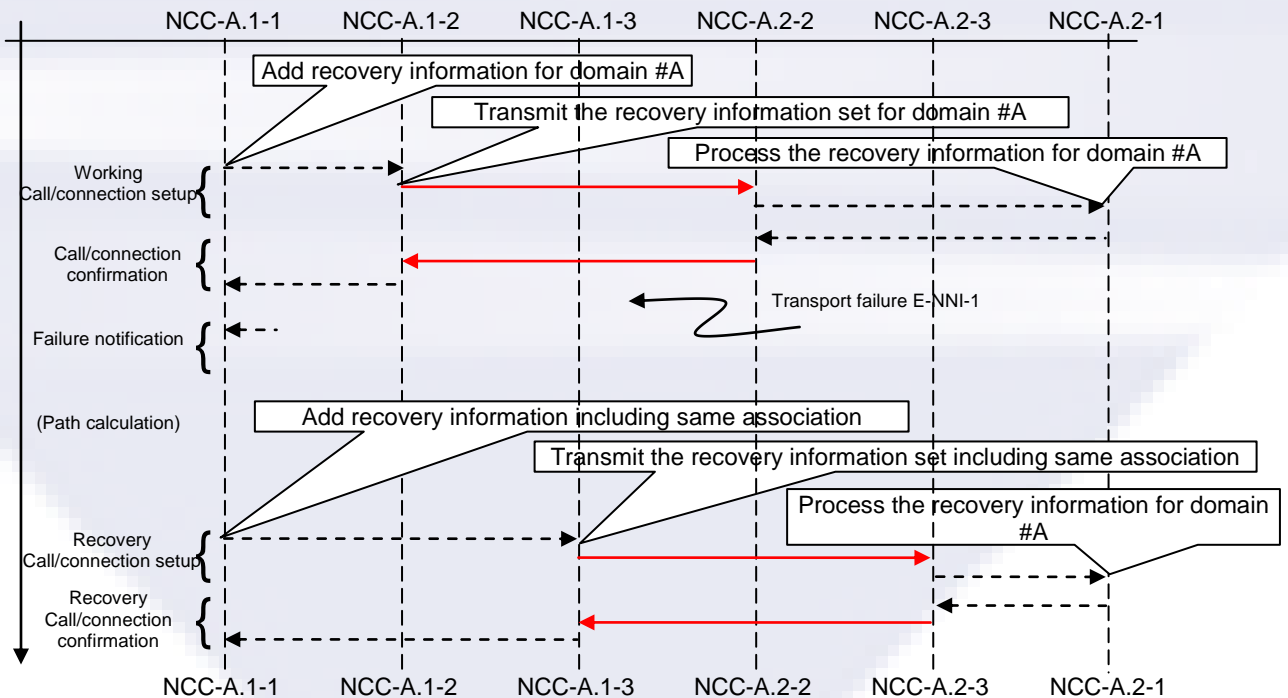 NCC-A.1-1 NCC-A.1-2 NCC-A.1-3 NCC-A.2-2 NCC-A.2-3 NCC-A.2-1
Add recovery information for domain #A
Transmit the recovery information set for domain #A
Process the recovery information for domain #A
Working
Call/connection setup
Call/connection
confirmation
Transport failure E-NNI-1
Failure notification
(Path calculation)
Add recovery information including same association
Transmit the recovery information set including same association
Process the recovery information for domain
#A
Recovery
Call/connection setup
Recovery
Call/connection
confirmation
NCC-A.1-1 NCC-A.1-2 NCC-A.1-3 NCC-A.2-2 NCC-A.2-3 NCC-A.2-1